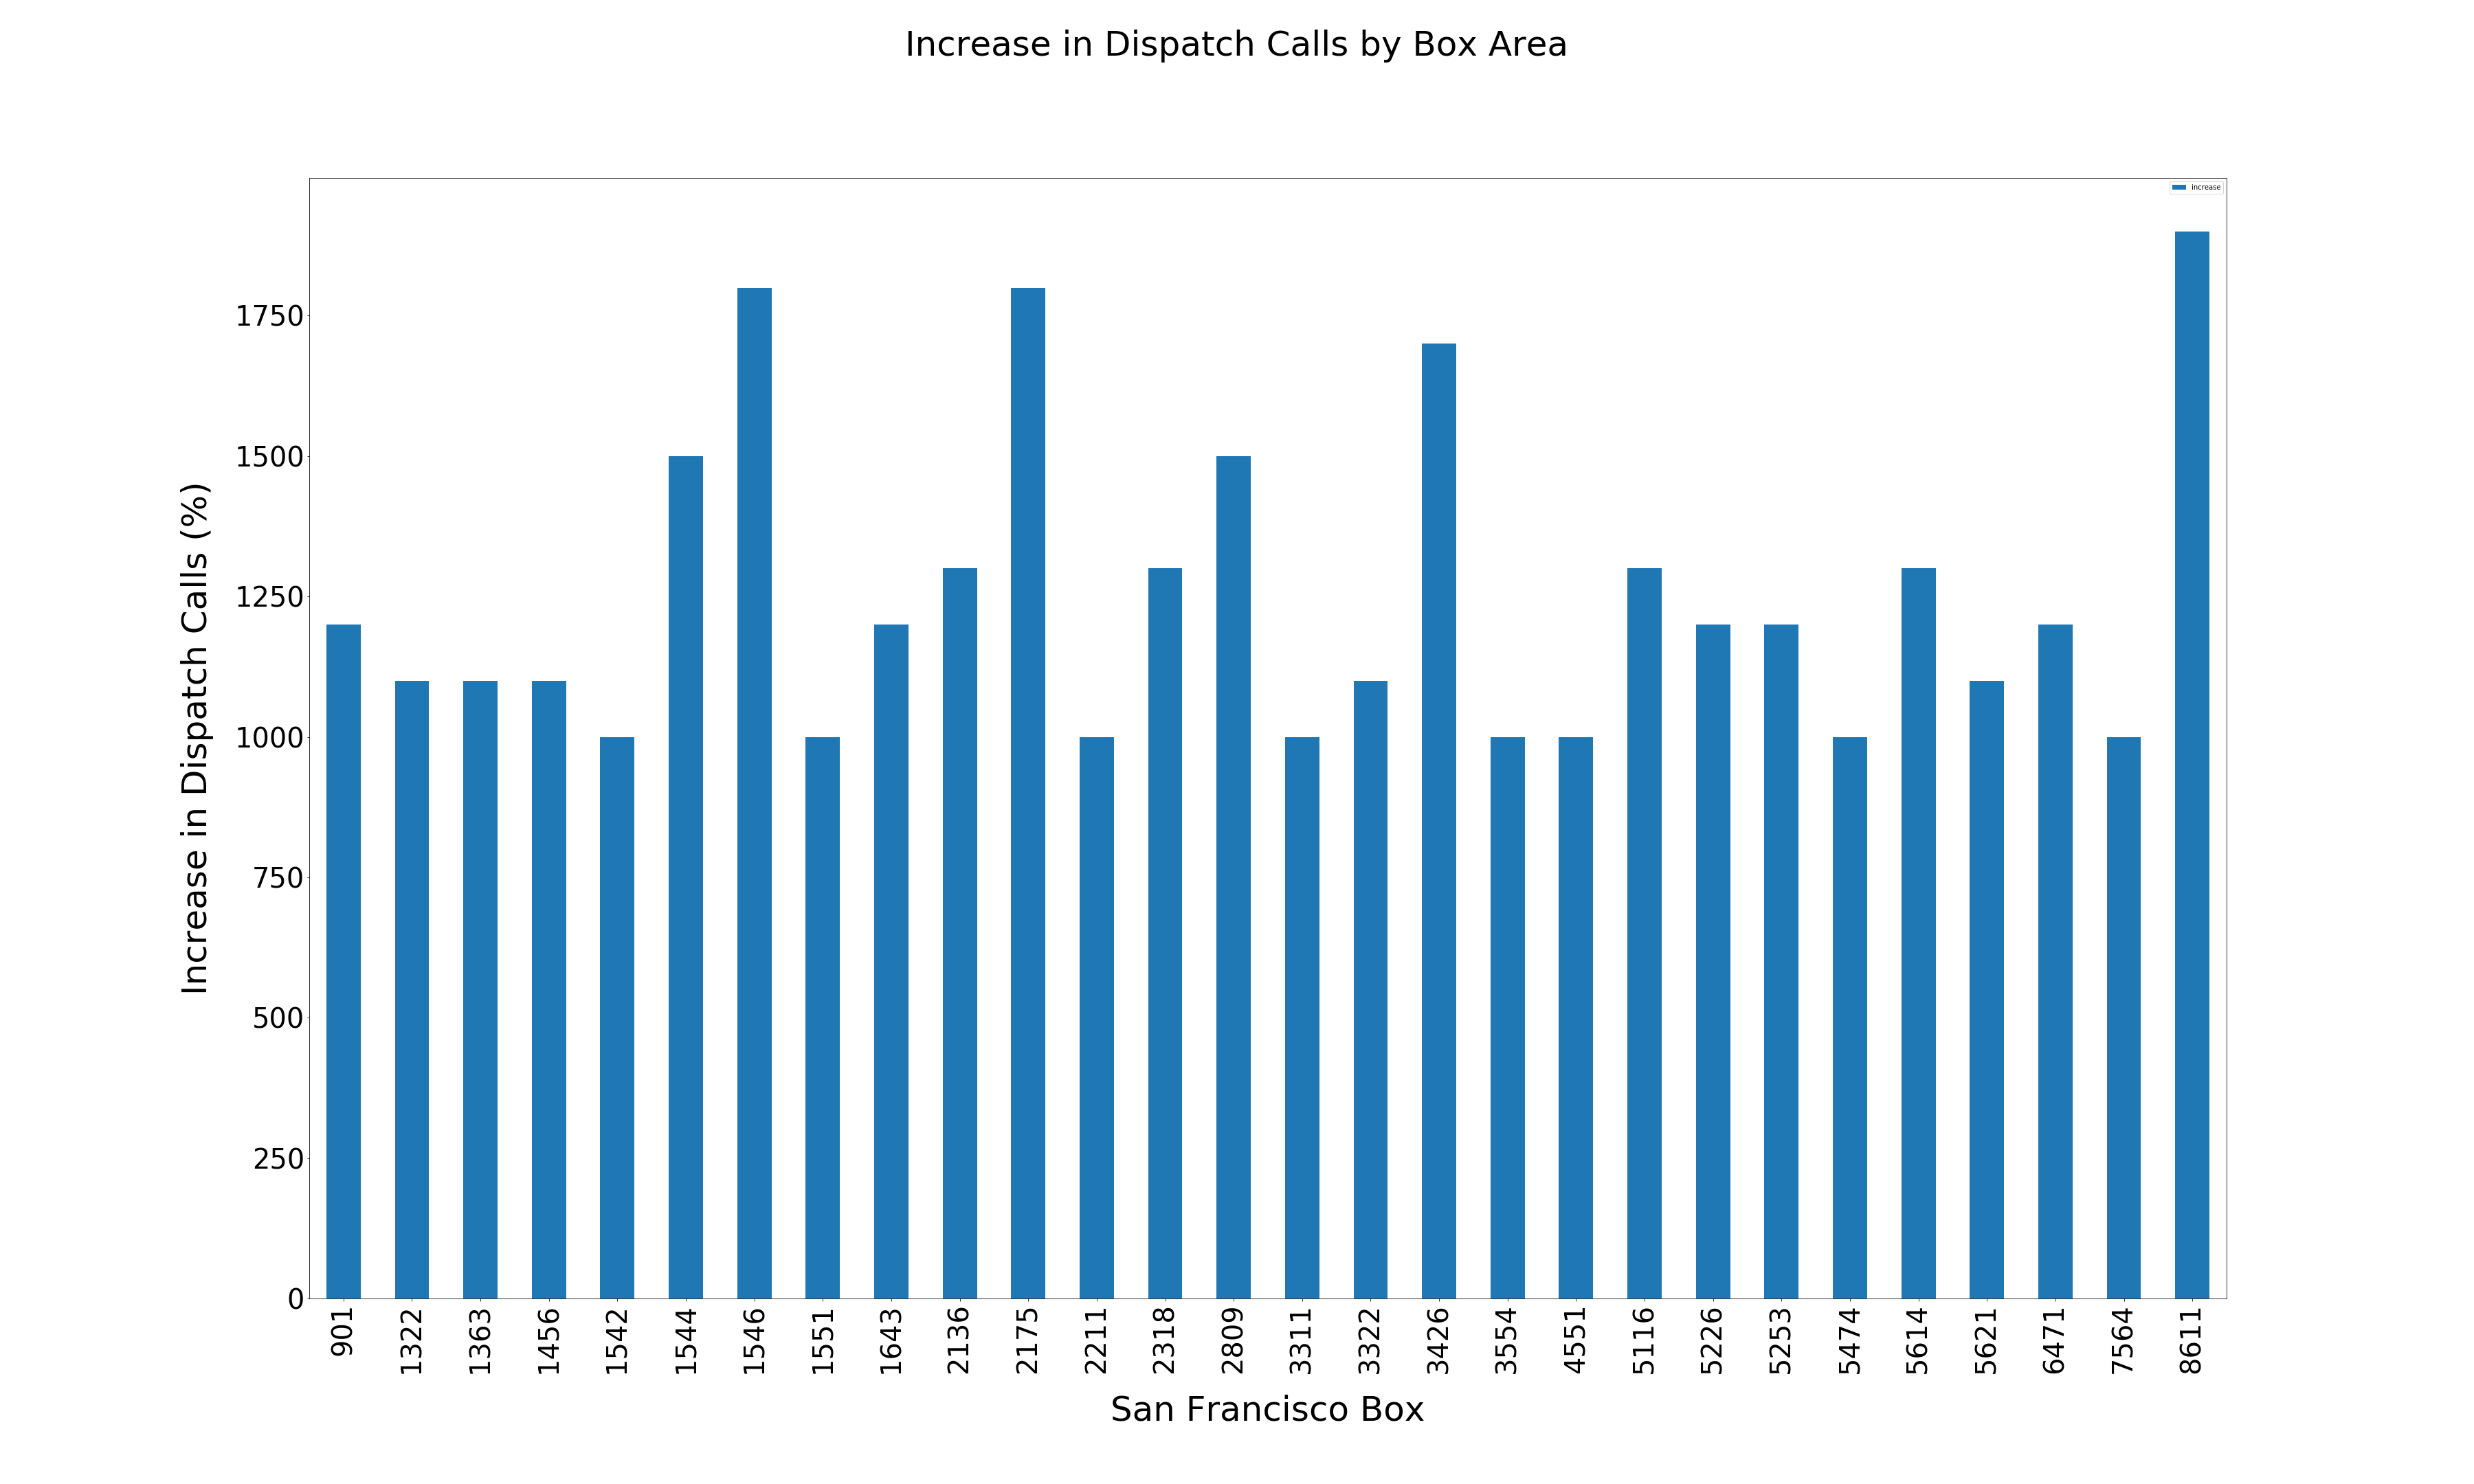 Increase in Dispatch Calls by Box Area
increase
Increase in Dispatch Calls (%)
1750
1500
1250
1000
750
500
250
0
901 1322 1363 1456 1542 1544 1546 1551 1643 2136 2175 2211 2318 2809 3311 3322 3426 3554 4551 5116 5226 5253 5474 5614 5621 6471 7564 8611
San Francisco Box